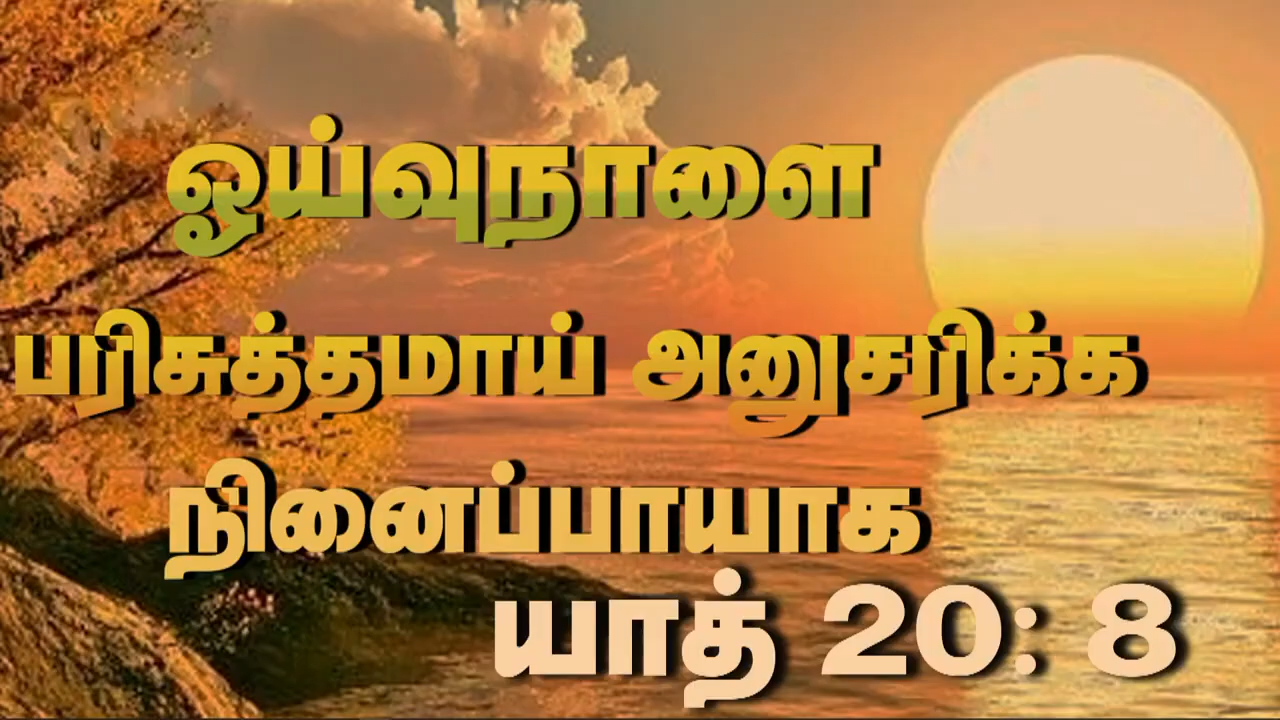 ஓய்வுநாளை
பரிசுத்தமாய் அனுசரிக்க
நினைப்பாயாக
யாத் 20: 8